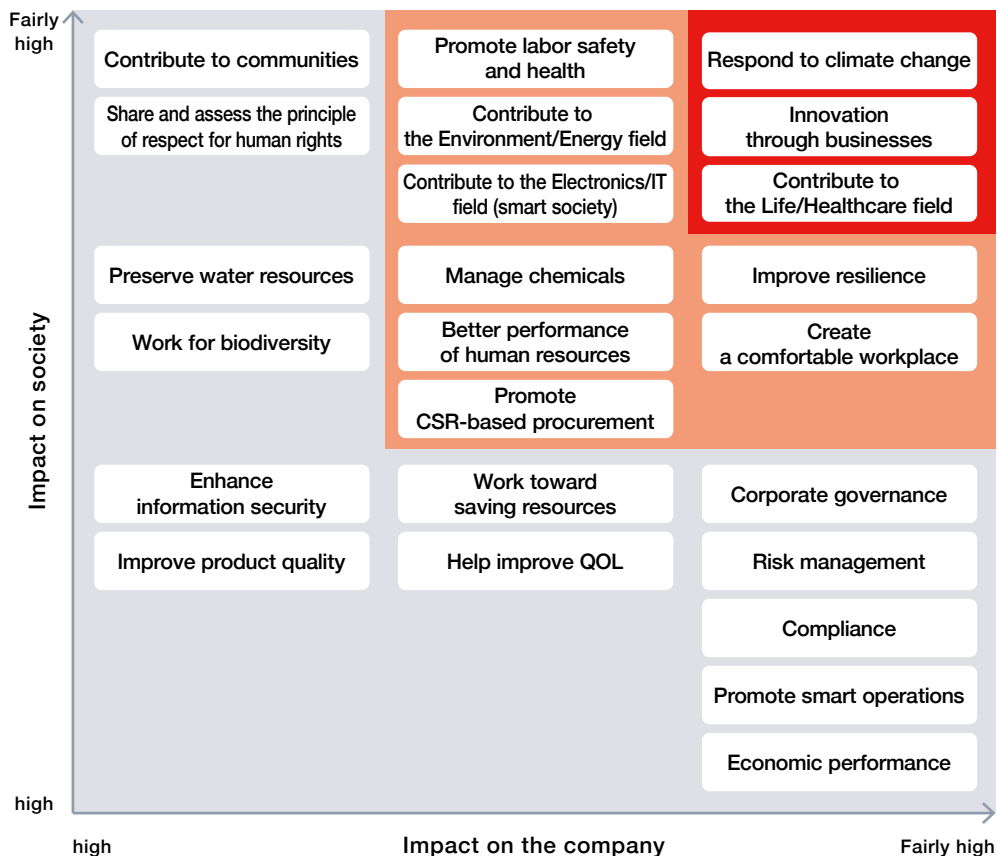 Fairly
high
Contribute to communities
Promote labor safety
and health
Respond to climate change
Share and assess the principle
of respect for human rights
Contribute to
the Environment/Energy field
Innovation
through businesses
Contribute to the Electronics/IT
field (smart society)
Contribute to
the Life/Healthcare field
Preserve water resources
Manage chemicals
Improve resilience
Work for biodiversity
Better performance
of human resources
Create
a comfortable workplace
Promote
CSR-based procurement
Impact on society
Enhance
information security
Work toward
saving resources
Corporate governance
Improve product quality
Help improve QOL
Risk management
Compliance
Promote smart operations
Economic performance
high
high
Impact on the company
Fairly high